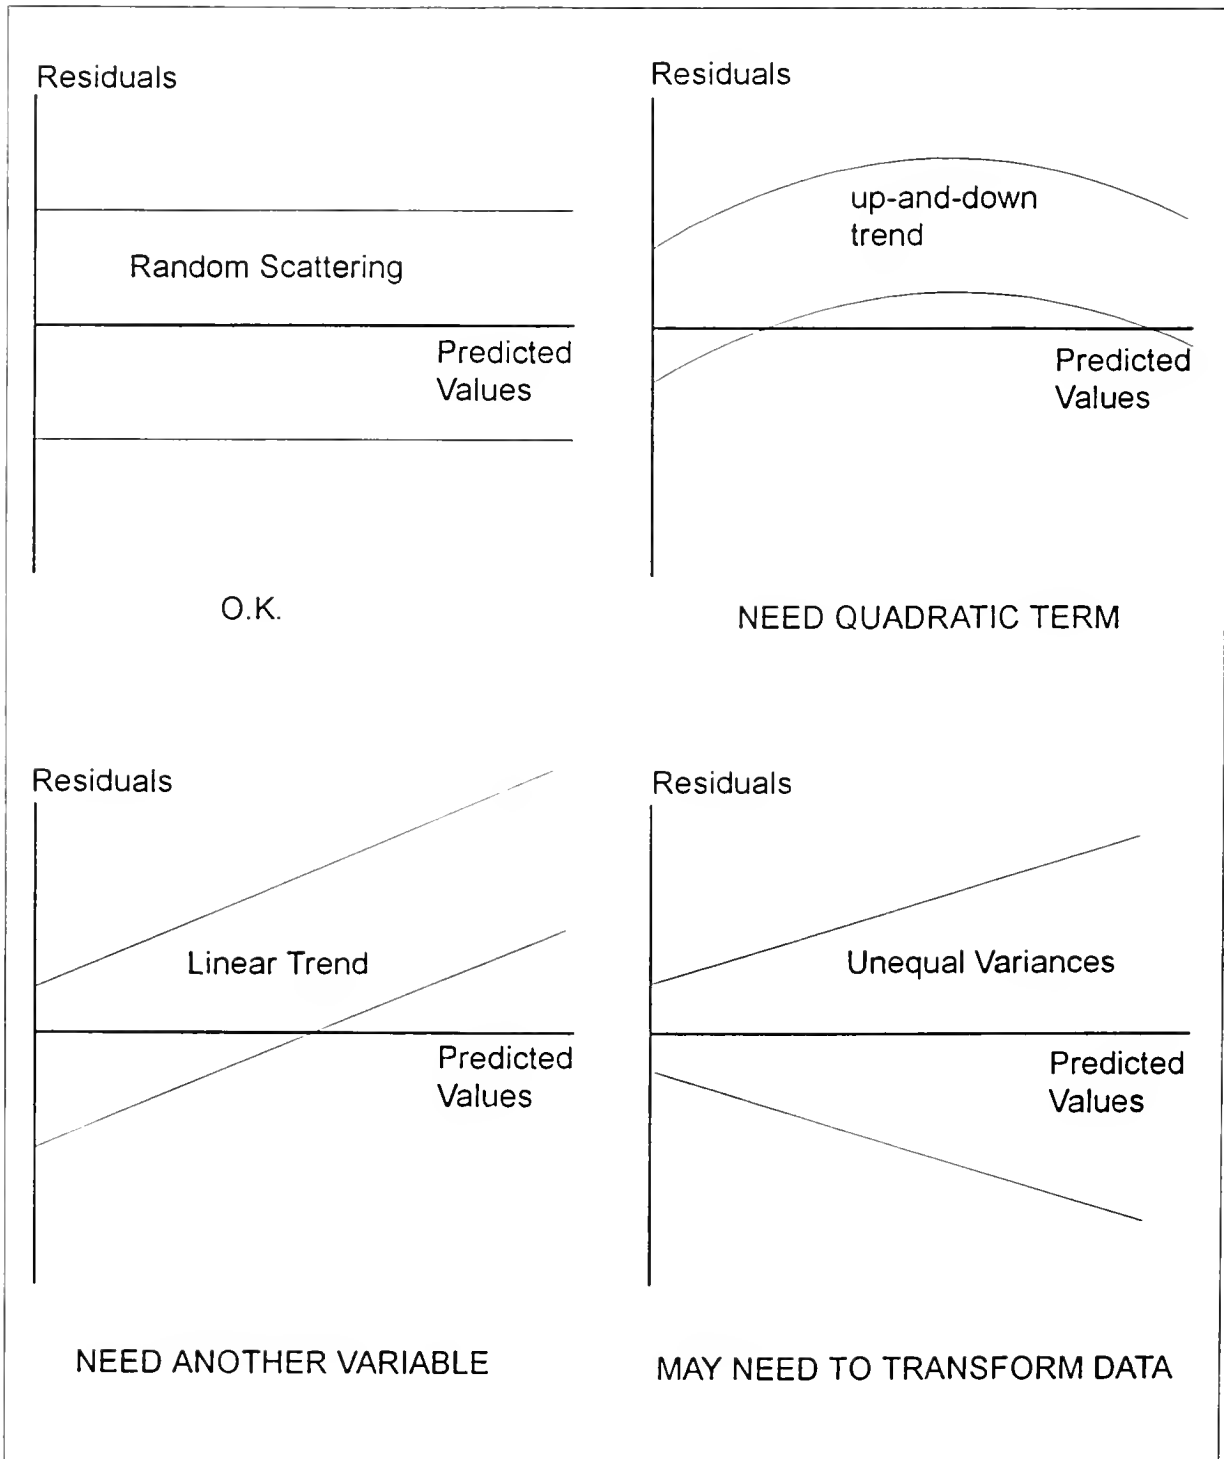 Residuals
Random Scattering
Predicted
Values
O.K.
Residuals
up-and-down
trend
Predicted
Values
NEED QUADRATIC TERM
Residuals
Linear Trend
Predicted
Values
NEED ANOTHER VARIABLE
Residuals
Unequal Variances
Predicted
Values
MAY NEED TO TRANSFORM DATA